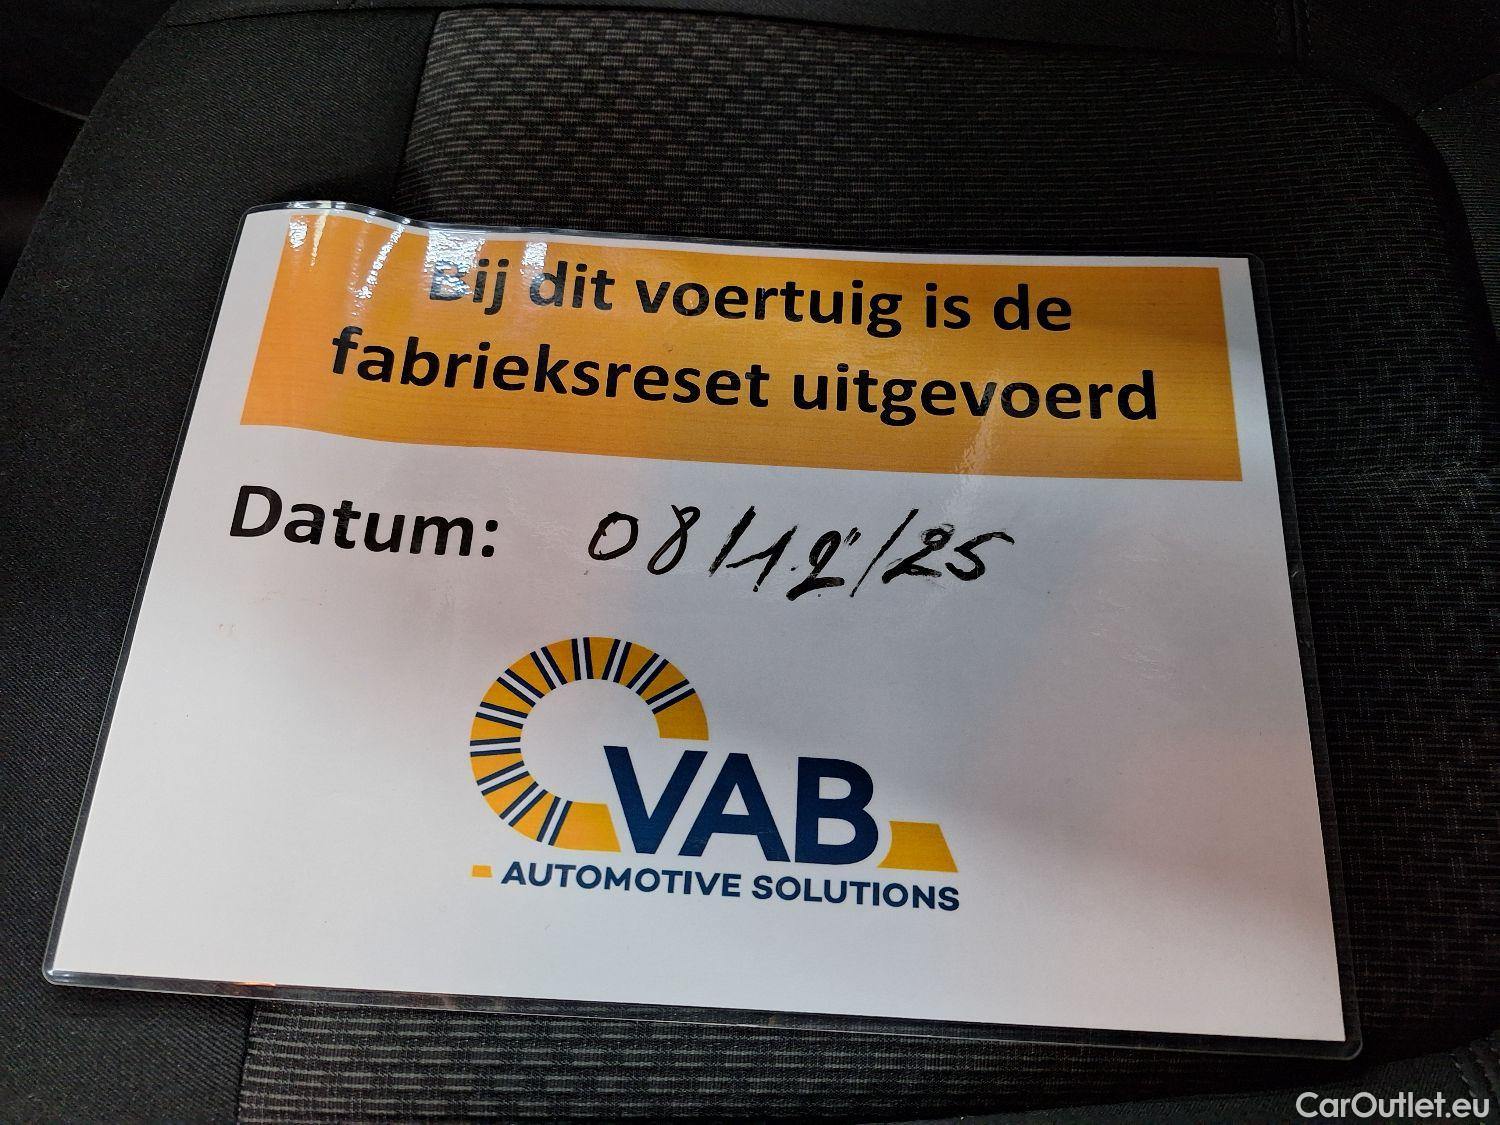 Bij dit voertuig is de
fabrieksreset uitgevoerd
Datum: 08/12/25
VAB
AUTOMOTIVE SOLUTIONS
CarOutlet.eu